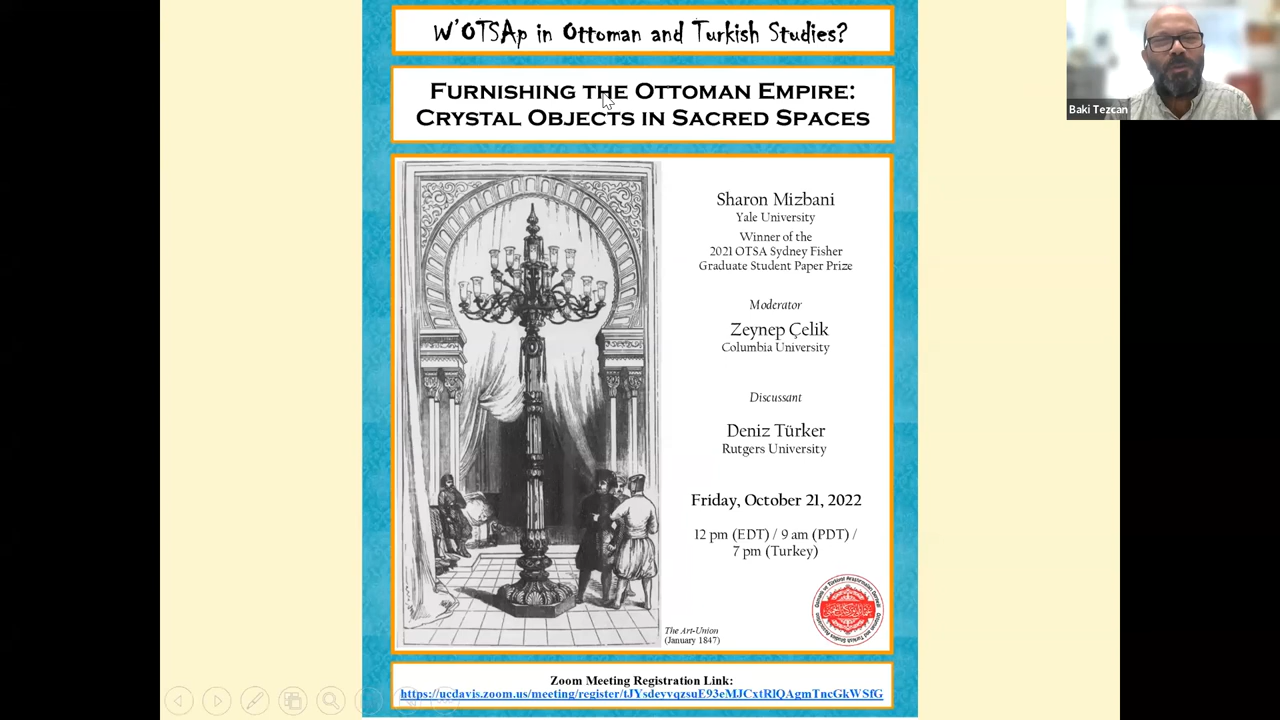 W'OTSAp in Ottoman and Turkish Studies?
FURNISHING THE OTTOMAN EMPIRE:
CRYSTAL OBJECTS IN SACRED SPACES
Sharon Mizbani
Yale University
Winner of the
2021 OTSA Sydney Fisher
Graduate Student Paper Prize
Moderator
Zeynep Çelik
Columbia University
Discussant
Deniz Türker
Rutgers University
Friday, October 21, 2022
12 pm (EDT) / 9 am (PDT) /
7 pm (Turkey)
The Art-Union
(January 1847)
Zoom Meeting Registration Link:
Baki Tezcan